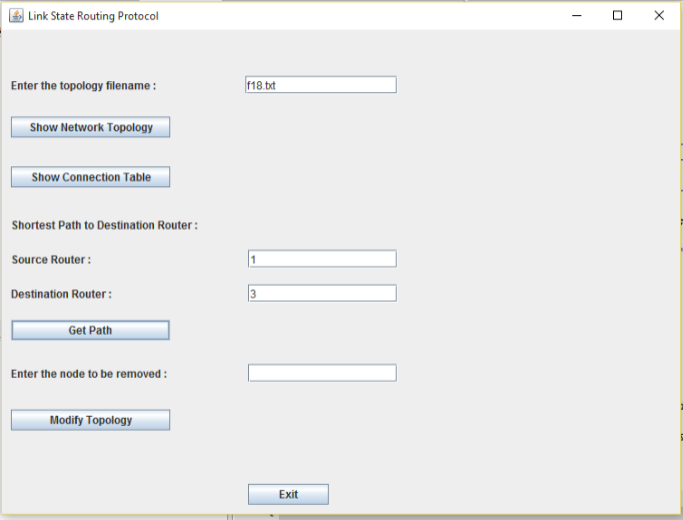 Link State Routing Protocol
Enter the topology filename : f18.txt
Show Network Topology
Show Connection Table
Shortest Path to Destination Router :
Source Router : 1
Destination Router : 3
Get Path
Enter the node to be removed :
Modify Topology
Exit